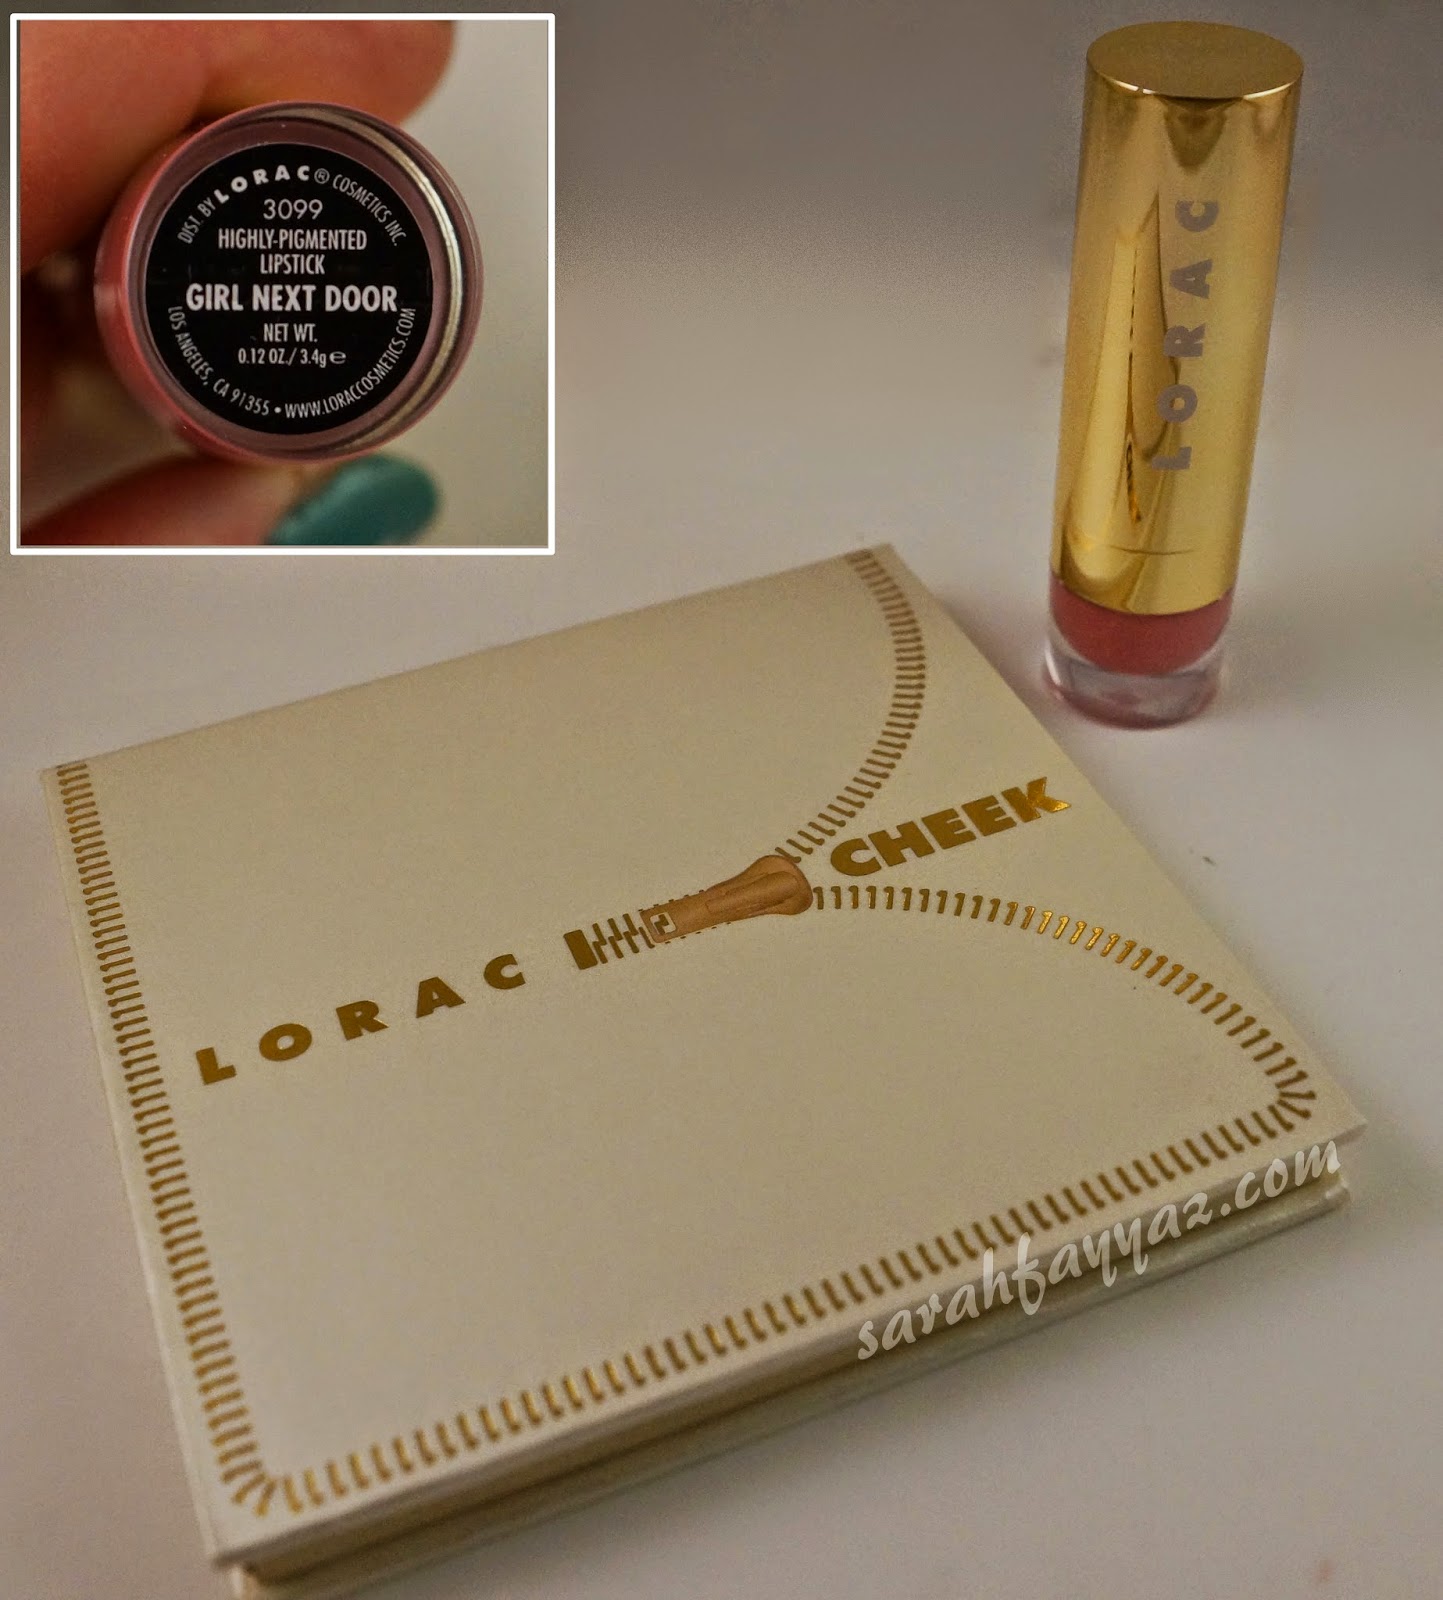 DIST. BY LORAC® COSMETICS INC.
3099
HIGHLY-PIGMENTED
LIPSTICK
GIRL NEXT DOOR
NET WT.
0.12 OZ./ 3.4g ℮
LOS ANGELES, CA 91355 • WWW.LORACCOSMETICS.COM
LORAC
LORAC CHEEK
sarahfayyaz.com